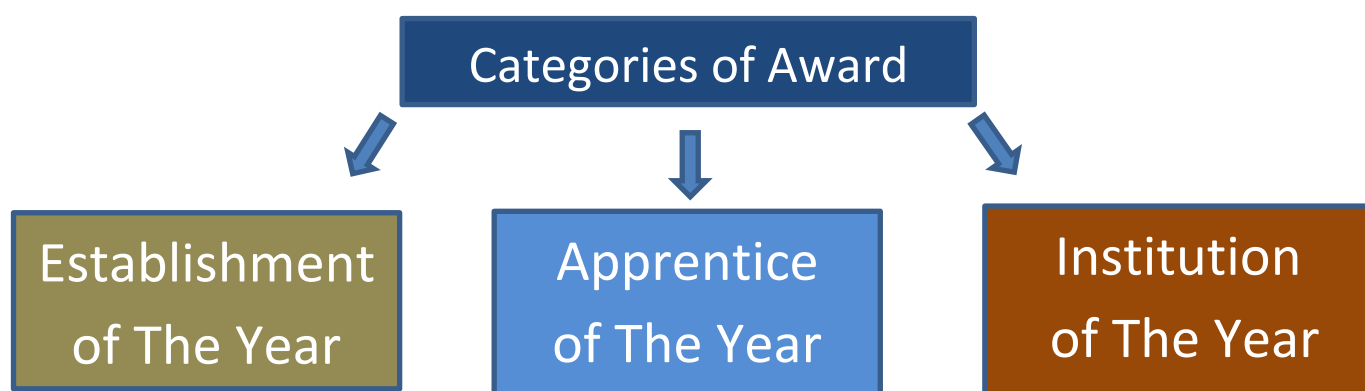 Categories of Award
Establishment
of The Year
Apprentice
of The Year
Institution
of The Year